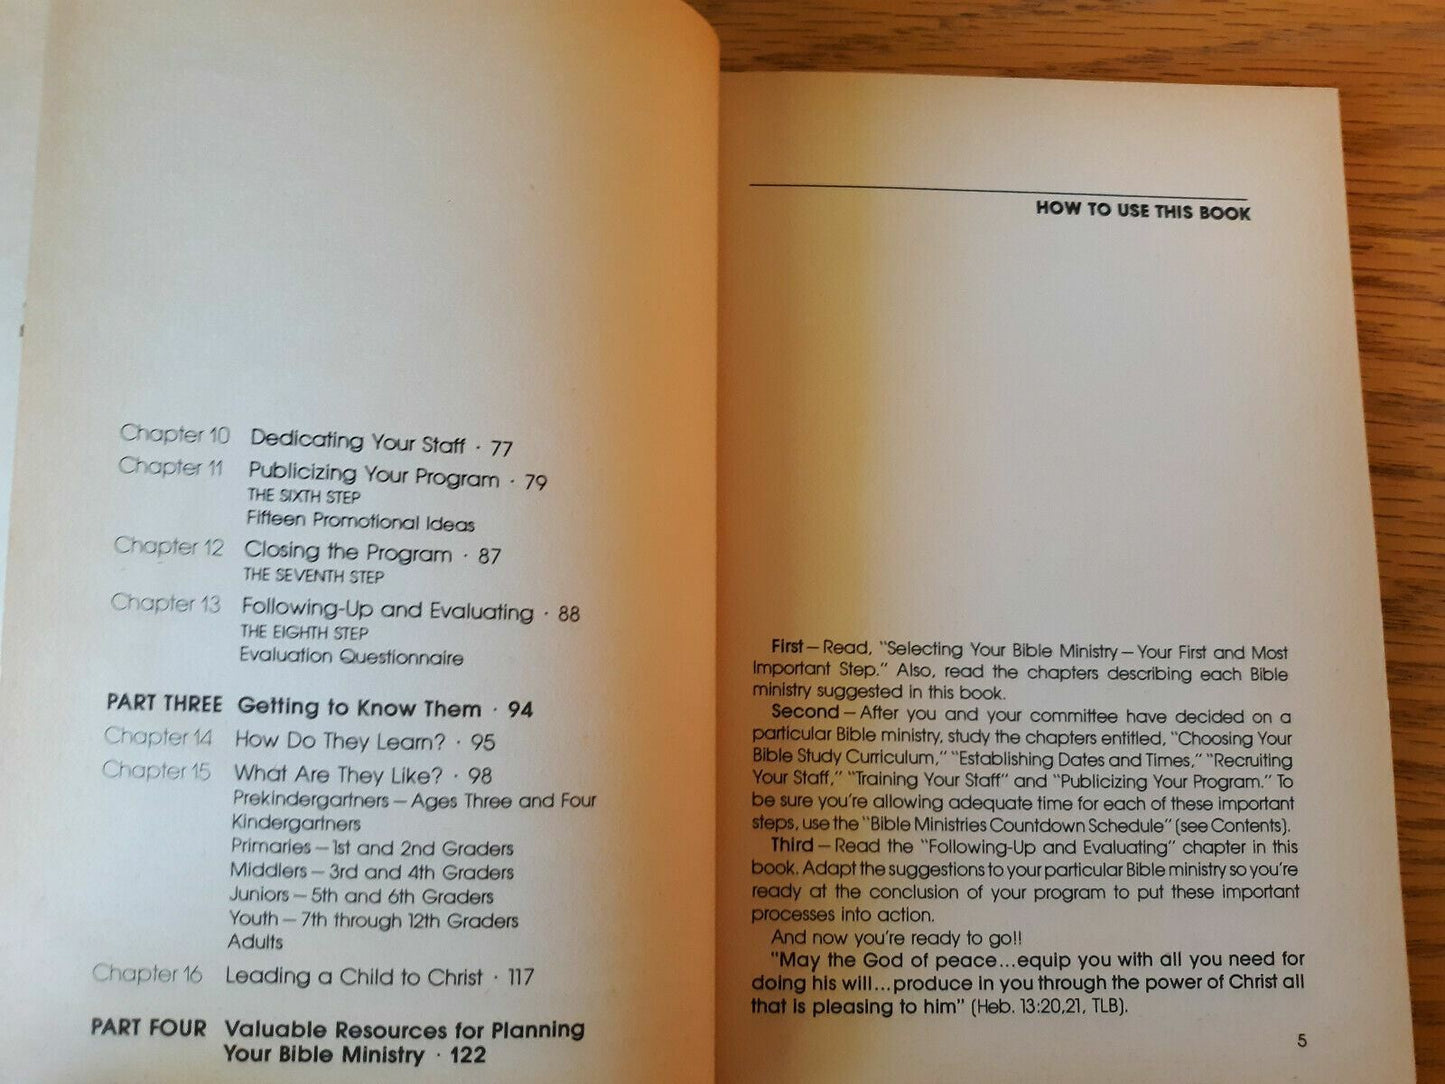 Chapter 10 Dedicating Your Staff · 77
Chapter 11 Publicizing Your Program · 79
THE SIXTH STEP
Fifteen Promotional Ideas
Chapter 12 Closing the Program · 87
THE SEVENTH STEP
Chapter 13 Following-Up and Evaluating · 88
THE EIGHTH STEP
Evaluation Questionnaire
PART THREE Getting to Know Them · 94
Chapter 14 How Do They Learn? · 95
Chapter 15 What Are They Like? · 98
Prekindergartners — Ages Three and Four
Kindergartners
Primaries — 1st and 2nd Graders
Middlers — 3rd and 4th Graders
Juniors — 5th and 6th Graders
Youth — 7th through 12th Graders
Adults
Chapter 16 Leading a Child to Christ · 117
PART FOUR Valuable Resources for Planning
Your Bible Ministry · 122
HOW TO USE THIS BOOK
First — Read, "Selecting Your Bible Ministry — Your First and Most
Important Step." Also, read the chapters describing each Bible
ministry suggested in this book.
Second — After you and your committee have decided on a
particular Bible ministry, study the chapters entitled, "Choosing Your
Bible Study Curriculum," "Establishing Dates and Times," "Recruiting
Your Staff," "Training Your Staff" and "Publicizing Your Program." To
be sure you're allowing adequate time for each of these important
steps, use the "Bible Ministries Countdown Schedule" (see Contents).
Third — Read the "Following-Up and Evaluating" chapter in this
book. Adapt the suggestions to your particular Bible ministry so you're
ready at the conclusion of your program to put these important
processes into action.
And now you're ready to go!!
"May the God of peace...equip you with all you need for
doing his will...produce in you through the power of Christ all
that is pleasing to him" (Heb. 13:20,21, TLB).
5